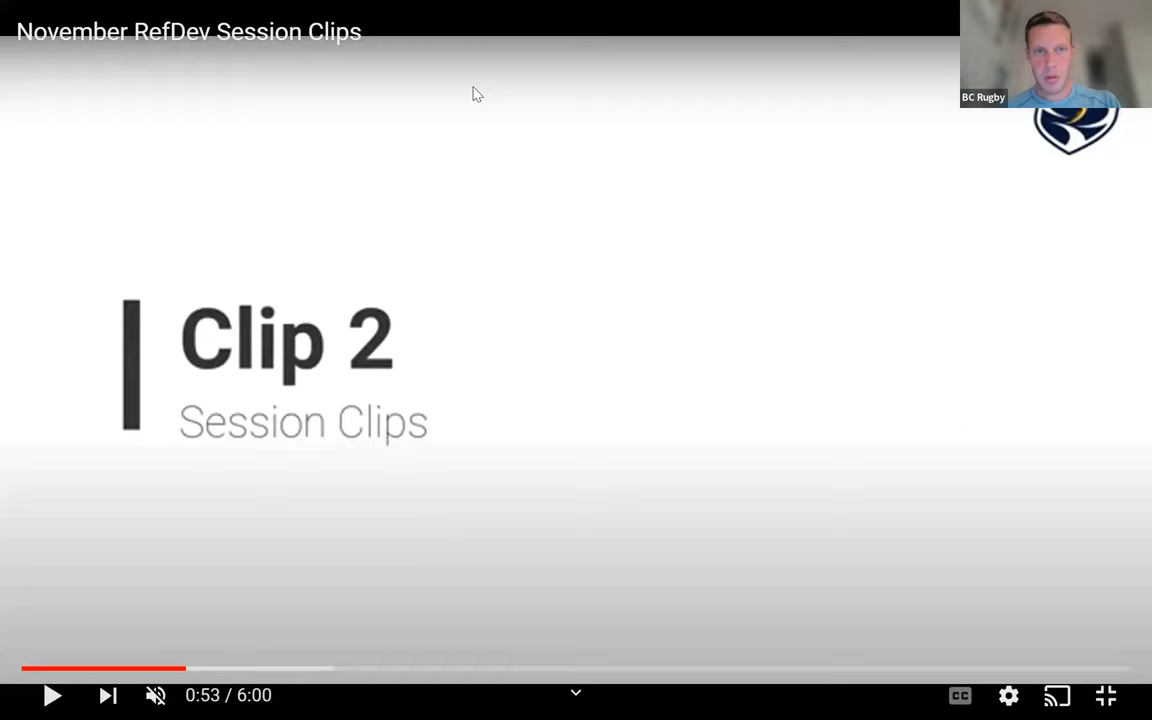 November RefDev Session Clips
BC Rugby
Clip 2
Session Clips
0:53 / 6:00
CC